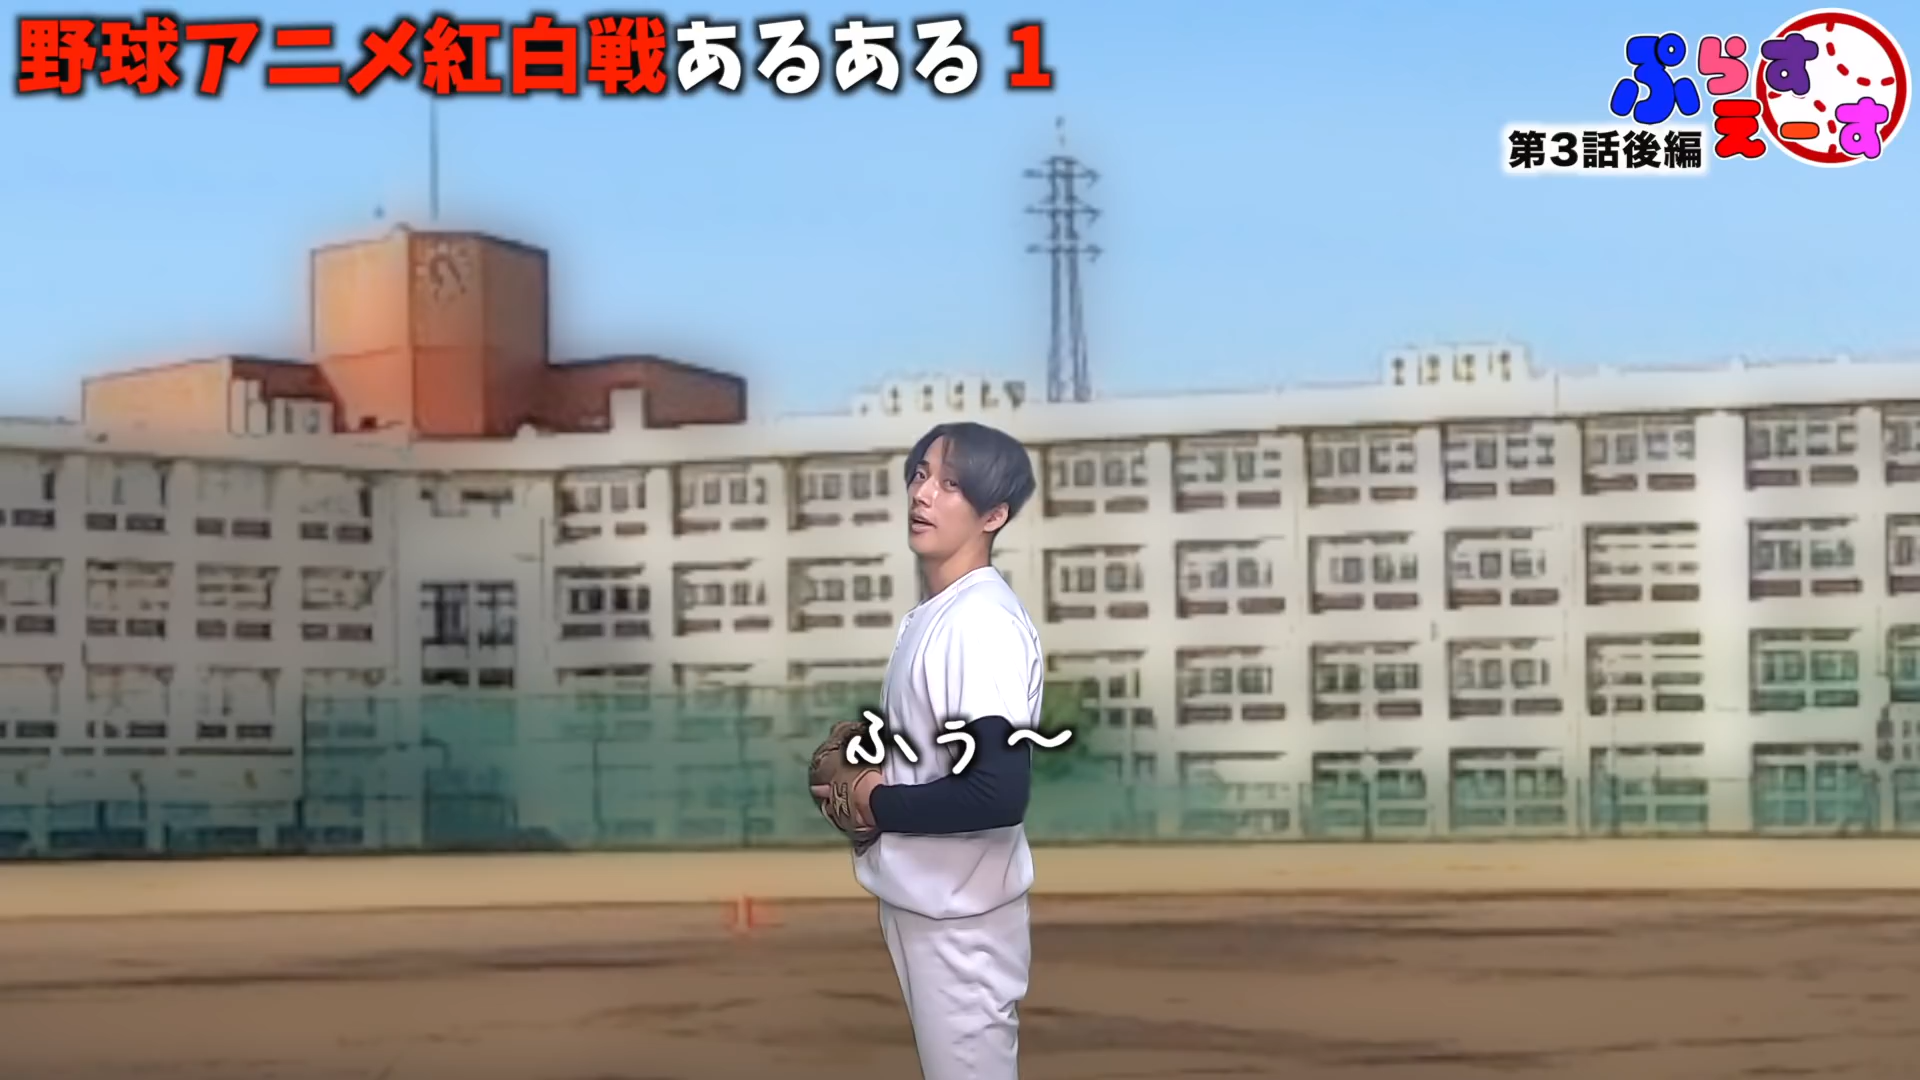 野球アニメ紅白戦あるある 1
ぷらす
えーす
第3話後編
ふぅ〜